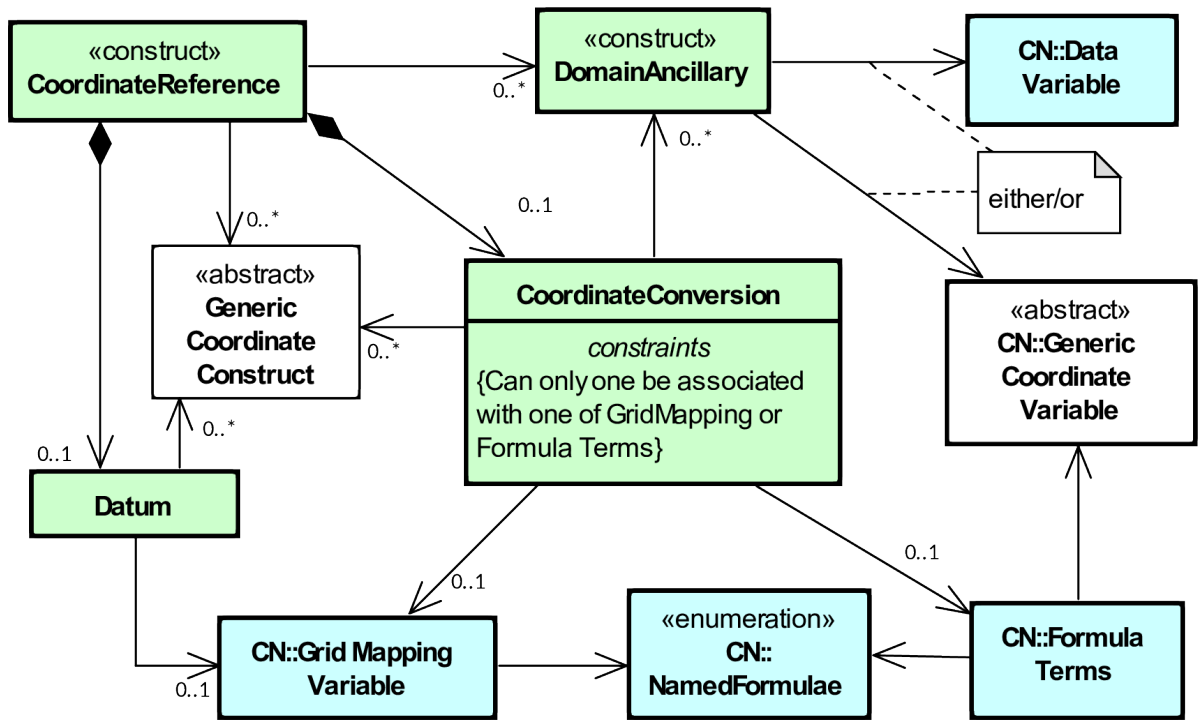 «construct»
CoordinateReference
0..*
«construct»
DomainAncillary
CN::Data
Variable
0..*
either/or
0..1
0..*
«abstract»
Generic
Coordinate
Construct
0..*
CoordinateConversion
constraints
{Can only one be associated
with one of GridMapping or
Formula Terms}
«abstract»
CN::Generic
Coordinate
Variable
0..*
0..1
Datum
0..1
0..1
0..1
CN::Grid Mapping
Variable
«enumeration»
CN::
NamedFormulae
CN::Formula
Terms